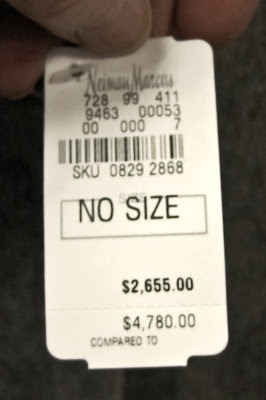 Neiman Marcus
728 99 411
9463 00053
00 000 7
SKU 0829 2868
SIZE
NO SIZE
$2,655.00
$4,780.00
COMPARED TO